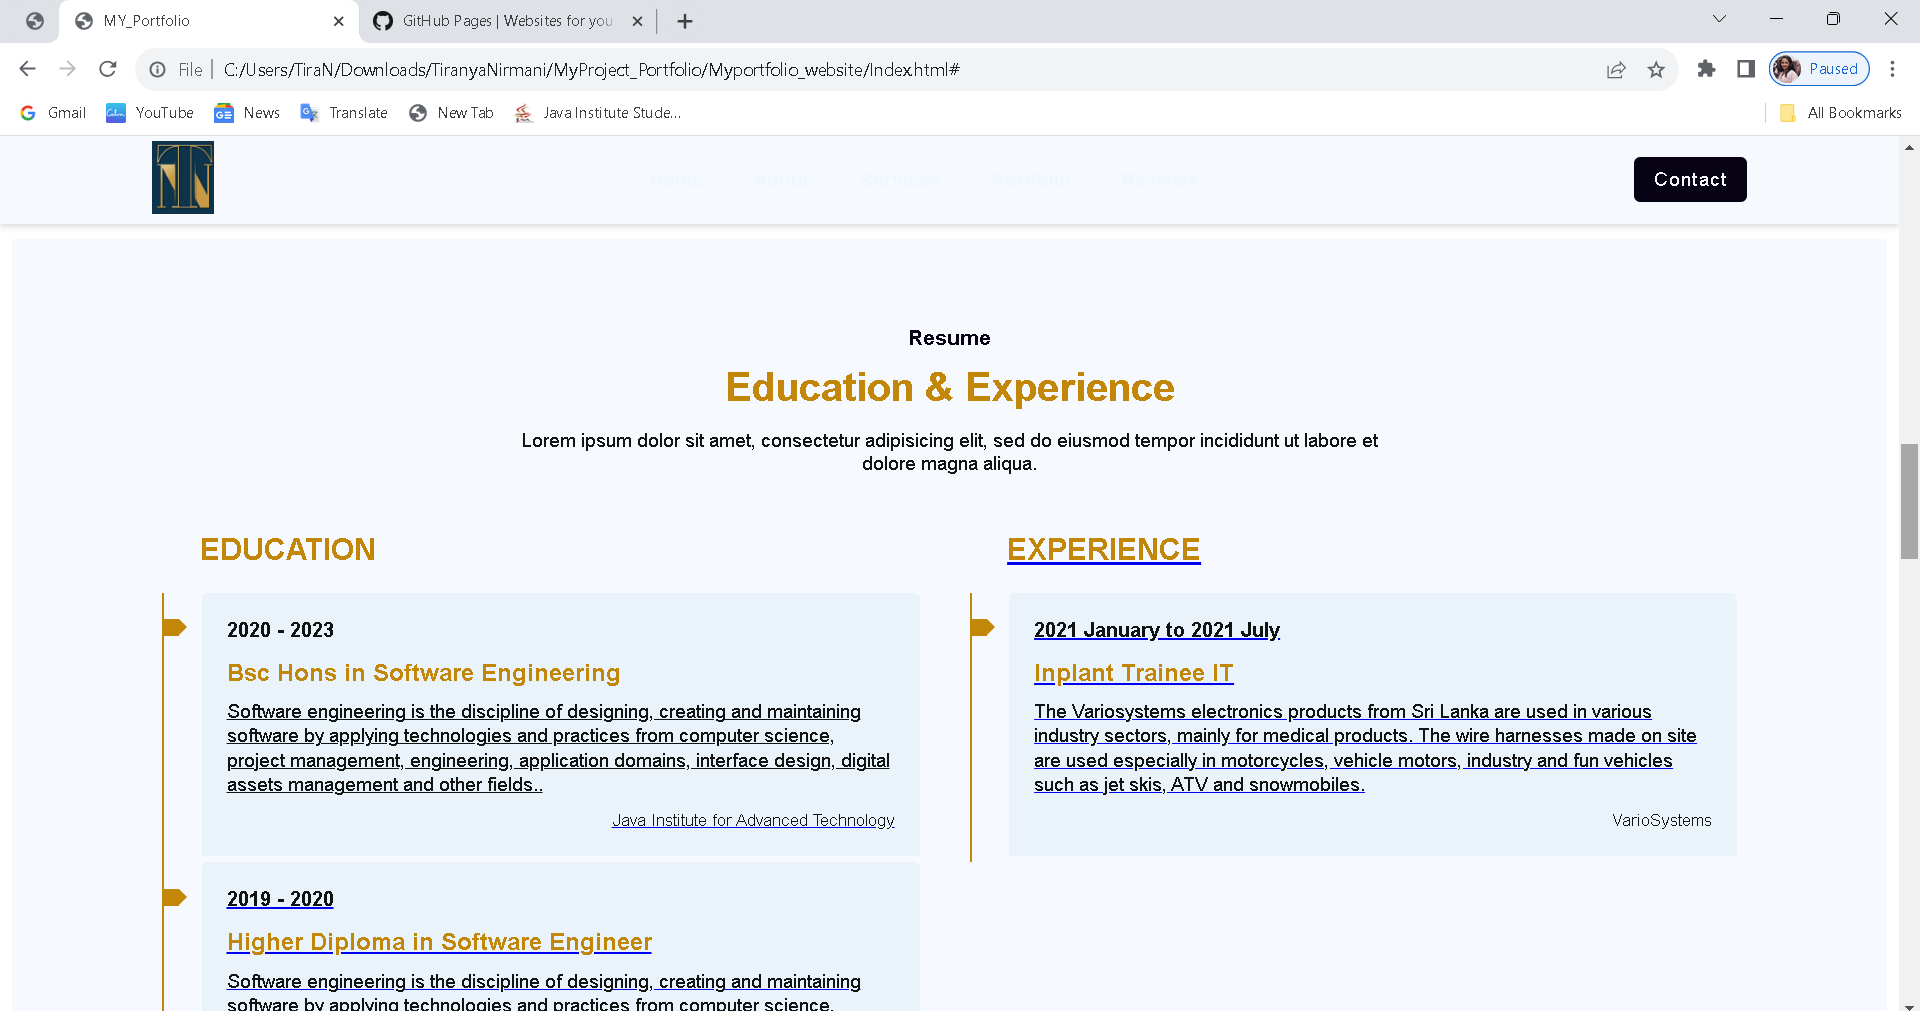 MY_Portfolio
GitHub Pages | Websites for you
File
C:/Users/TiraN/Downloads/TiranyaNirmani/MyProject_Portfolio/Myportfolio_website/Index.html#
Paused
Gmail
YouTube
News
Translate
New Tab
Java Institute Stude...
All Bookmarks
TN
Home
About
Services
Portfolio
Reviews
Contact
Resume
Education & Experience
Lorem ipsum dolor sit amet, consectetur adipisicing elit, sed do eiusmod tempor incididunt ut labore et
dolore magna aliqua.
EDUCATION
2020 - 2023
Bsc Hons in Software Engineering
Software engineering is the discipline of designing, creating and maintaining
software by applying technologies and practices from computer science,
project management, engineering, application domains, interface design, digital
assets management and other fields..
Java Institute for Advanced Technology
2019 - 2020
Higher Diploma in Software Engineer
Software engineering is the discipline of designing, creating and maintaining
software by applying technologies and practices from computer science,
EXPERIENCE
2021 January to 2021 July
Inplant Trainee IT
The Variosystems electronics products from Sri Lanka are used in various
industry sectors, mainly for medical products. The wire harnesses made on site
are used especially in motorcycles, vehicle motors, industry and fun vehicles
such as jet skis, ATV and snowmobiles.
VarioSystems